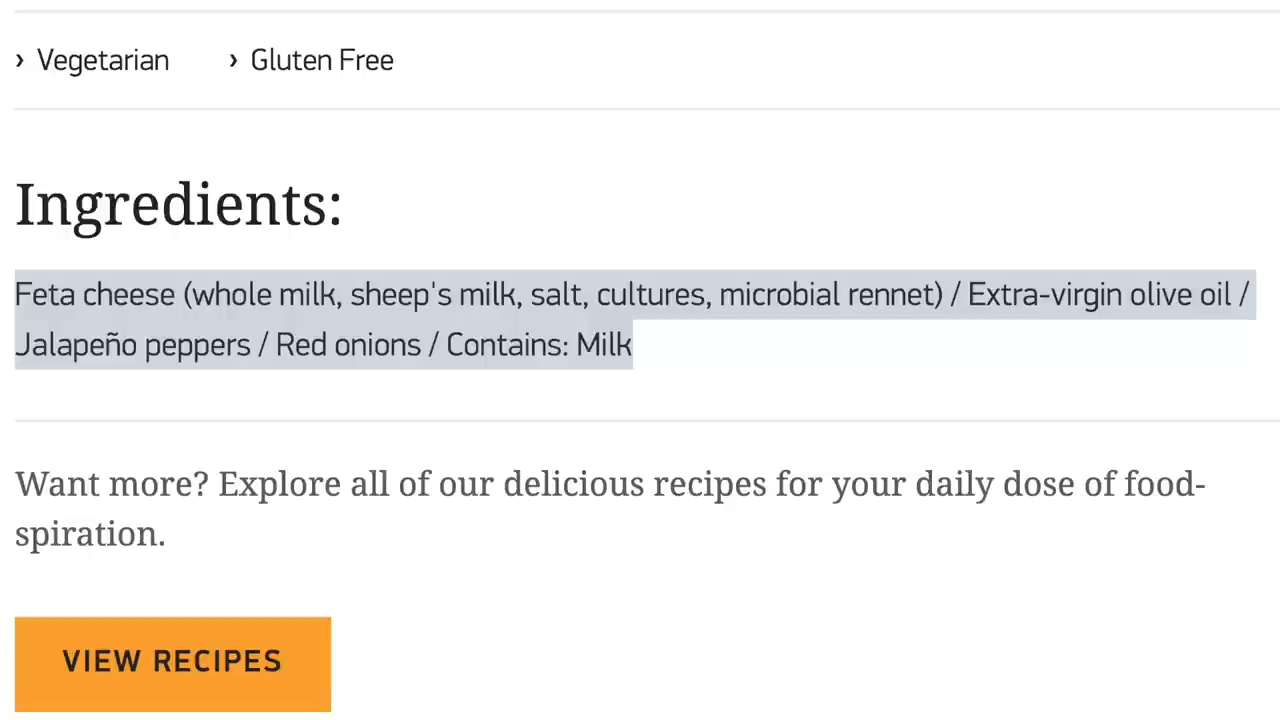 › Vegetarian › Gluten Free
Ingredients:
Feta cheese (whole milk, sheep's milk, salt, cultures, microbial rennet) / Extra-virgin olive oil /
Jalapeño peppers / Red onions / Contains: Milk
Want more? Explore all of our delicious recipes for your daily dose of food-
spiration.
VIEW RECIPES